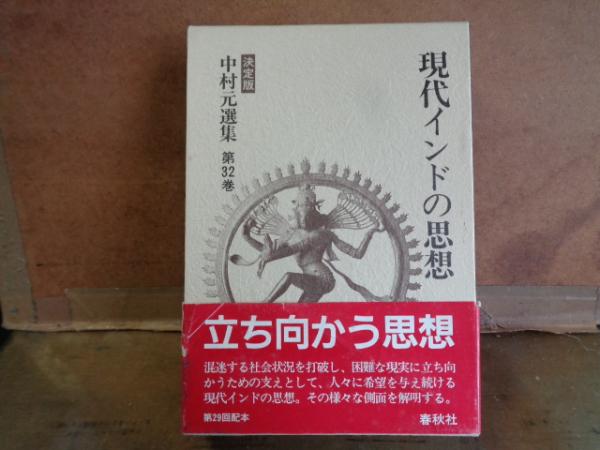 現代インドの思想
決定版
中村元選集 第32巻
立ち向かう思想
混迷する社会状況を打破し、困難な現実に立ち向
かうための支えとして、人々に希望を与え続ける
現代インドの思想。その様々な側面を解明する。
第29回配本
春秋社